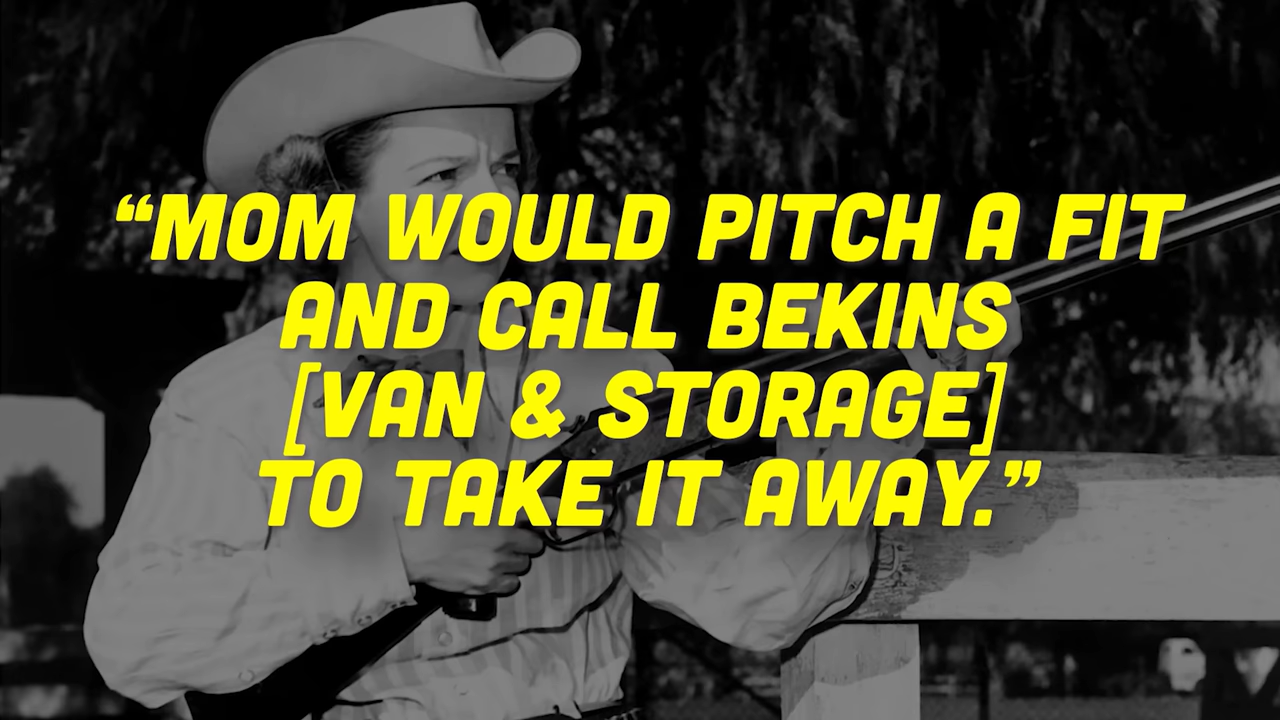 “MOM WOULD PITCH A FIT
AND CALL BEKINS
[VAN & STORAGE]
TO TAKE IT AWAY.”